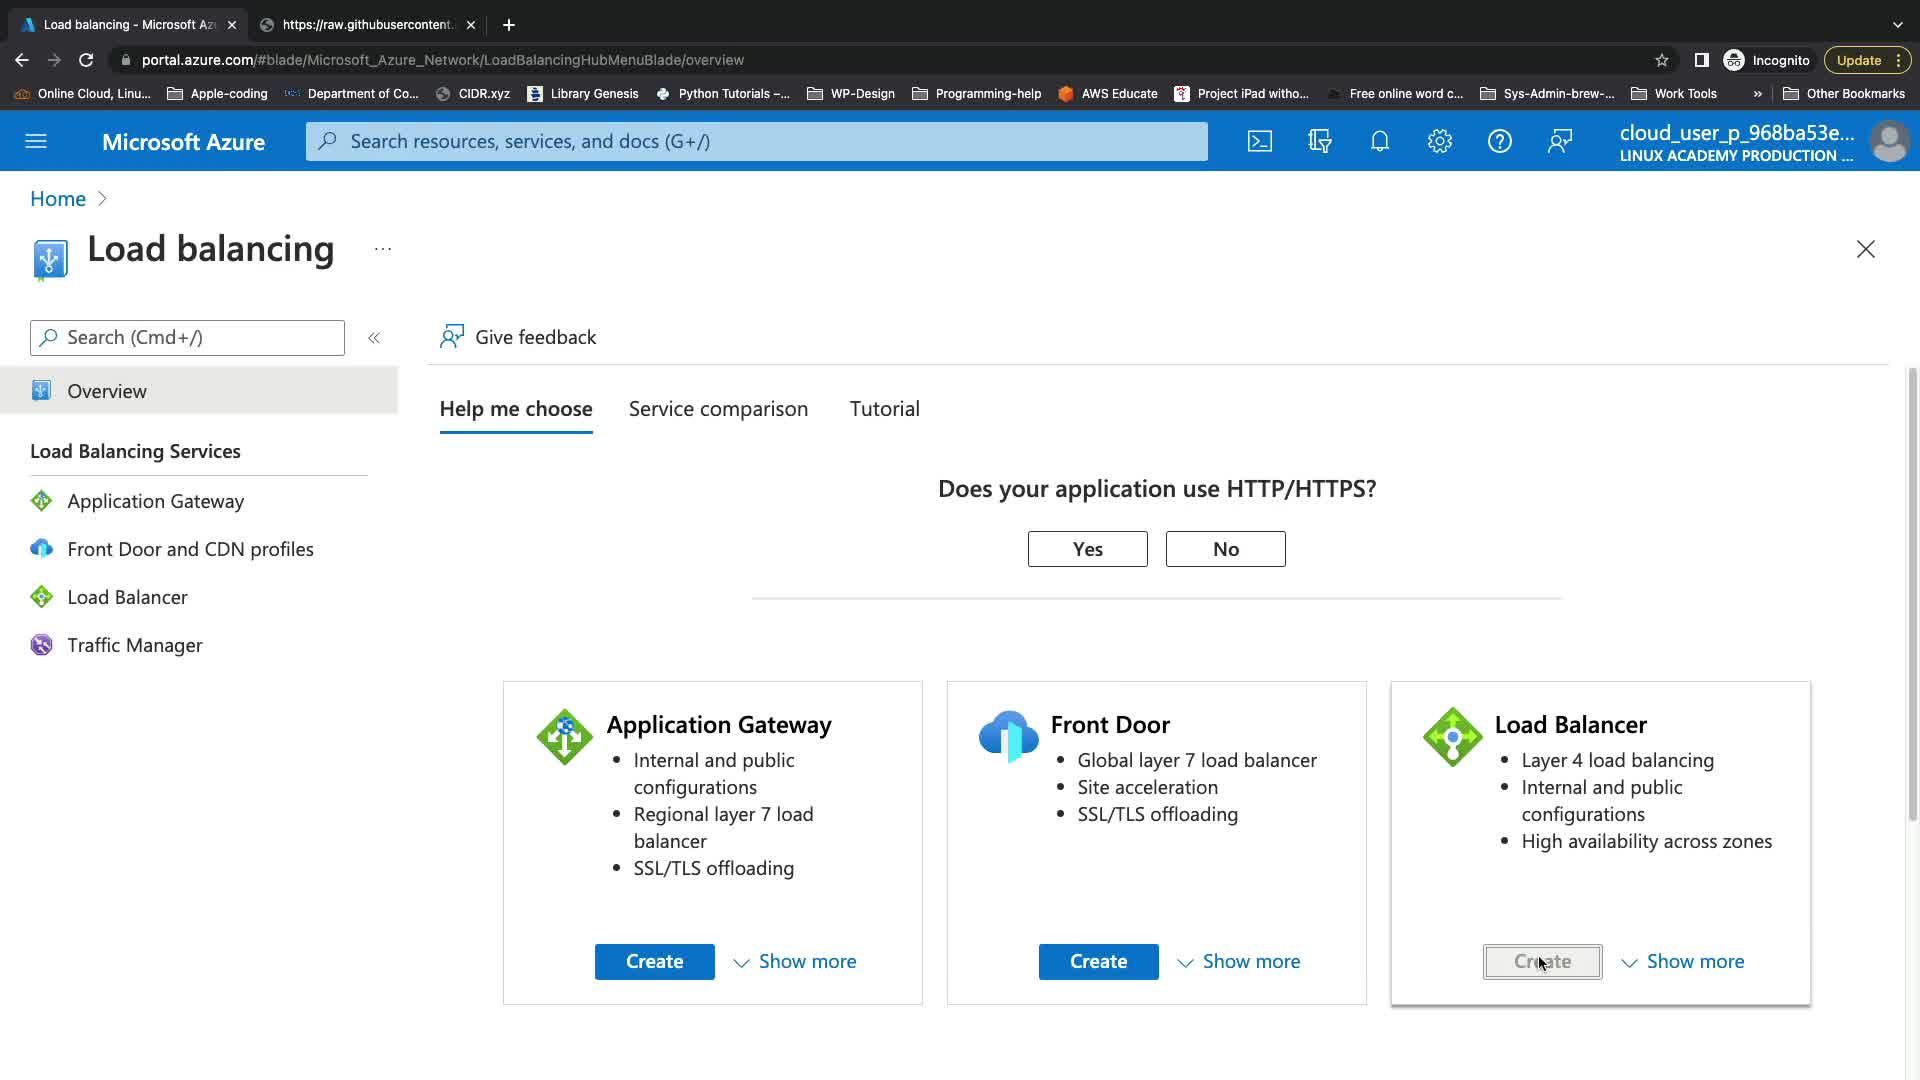 Load balancing - Microsoft Az
https://raw.githubusercontent.
portal.azure.com/#blade/Microsoft_Azure_Network/LoadBalancingHubMenuBlade/overview
Incognito
Update
Online Cloud, Linu...
Apple-coding
Department of Co...
CIDR.xyz
Library Genesis
Python Tutorials –...
WP-Design
Programming-help
AWS Educate
Project iPad witho...
Free online word c...
Sys-Admin-brew-...
Work Tools
»
Other Bookmarks
Microsoft Azure
Search resources, services, and docs (G+/)
cloud_user_p_968ba53e...
LINUX ACADEMY PRODUCTION ...
Home
Load balancing
...
Search (Cmd+/)
«
Give feedback
Overview
Help me choose
Service comparison
Tutorial
Load Balancing Services
Application Gateway
Front Door and CDN profiles
Load Balancer
Traffic Manager
Does your application use HTTP/HTTPS?
Yes
No
Application Gateway
• Internal and public
configurations
• Regional layer 7 load
balancer
• SSL/TLS offloading
Create
Show more
Front Door
• Global layer 7 load balancer
• Site acceleration
• SSL/TLS offloading
Create
Show more
Load Balancer
• Layer 4 load balancing
• Internal and public
configurations
• High availability across zones
Create
Show more